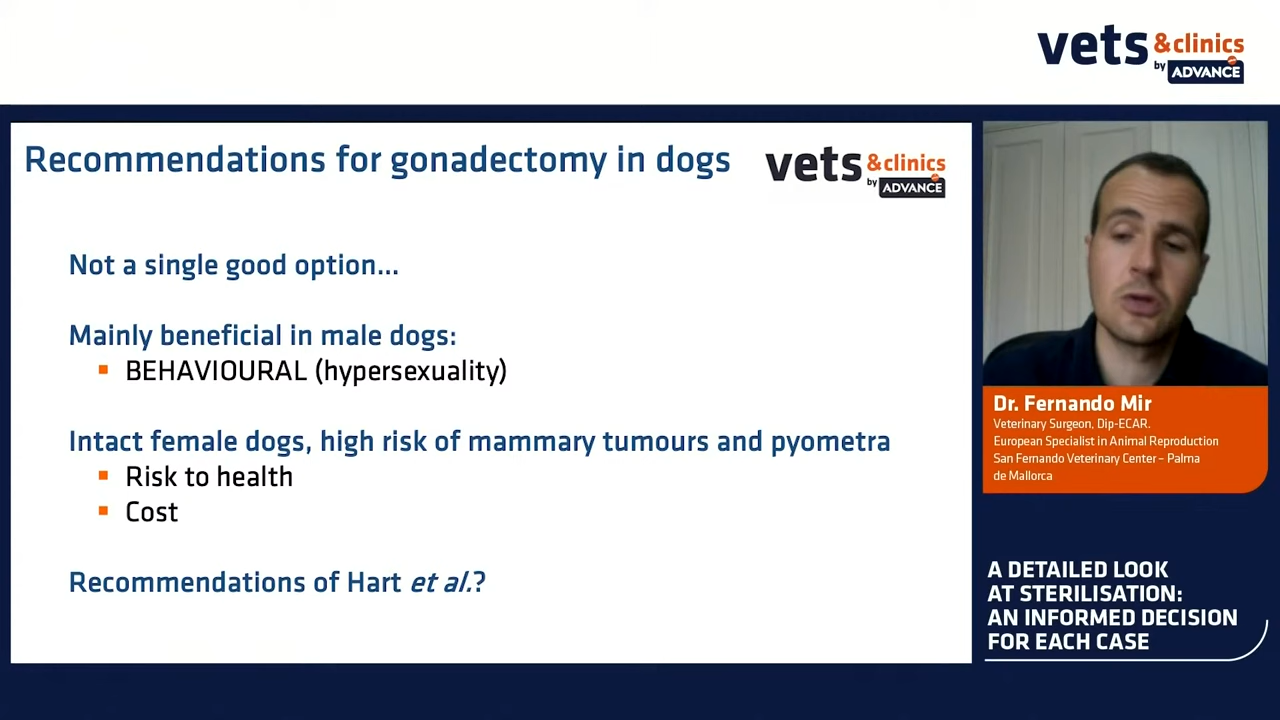 vets &clinics
by ADVANCE
Recommendations for gonadectomy in dogs
vets &clinics
by ADVANCE
Not a single good option...
Mainly beneficial in male dogs:
▪ BEHAVIOURAL (hypersexuality)
Intact female dogs, high risk of mammary tumours and pyometra
▪ Risk to health
▪ Cost
Recommendations of Hart et al.?
Dr. Fernando Mir
Veterinary Surgeon, Dip-ECAR.
European Specialist in Animal Reproduction
San Fernando Veterinary Center – Palma
de Mallorca
A DETAILED LOOK
AT STERILISATION:
AN INFORMED DECISION
FOR EACH CASE